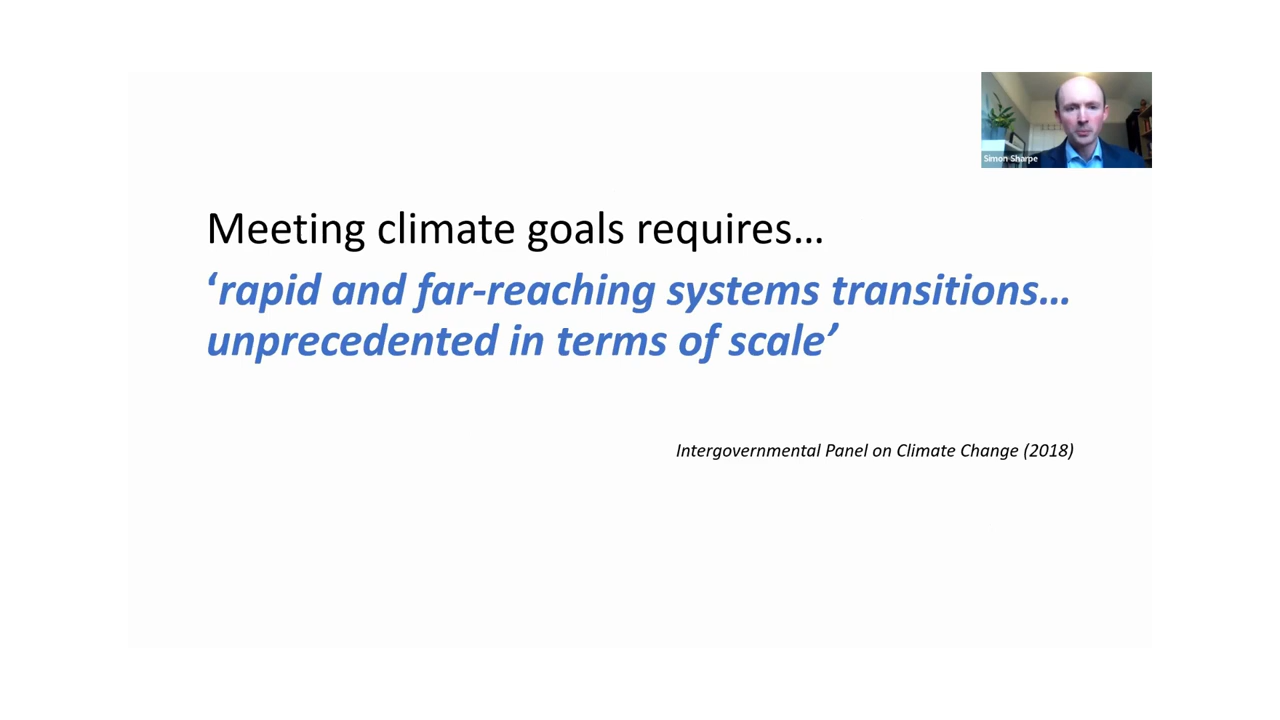 Simon Sharpe
Meeting climate goals requires…
‘rapid and far-reaching systems transitions…
unprecedented in terms of scale’
Intergovernmental Panel on Climate Change (2018)